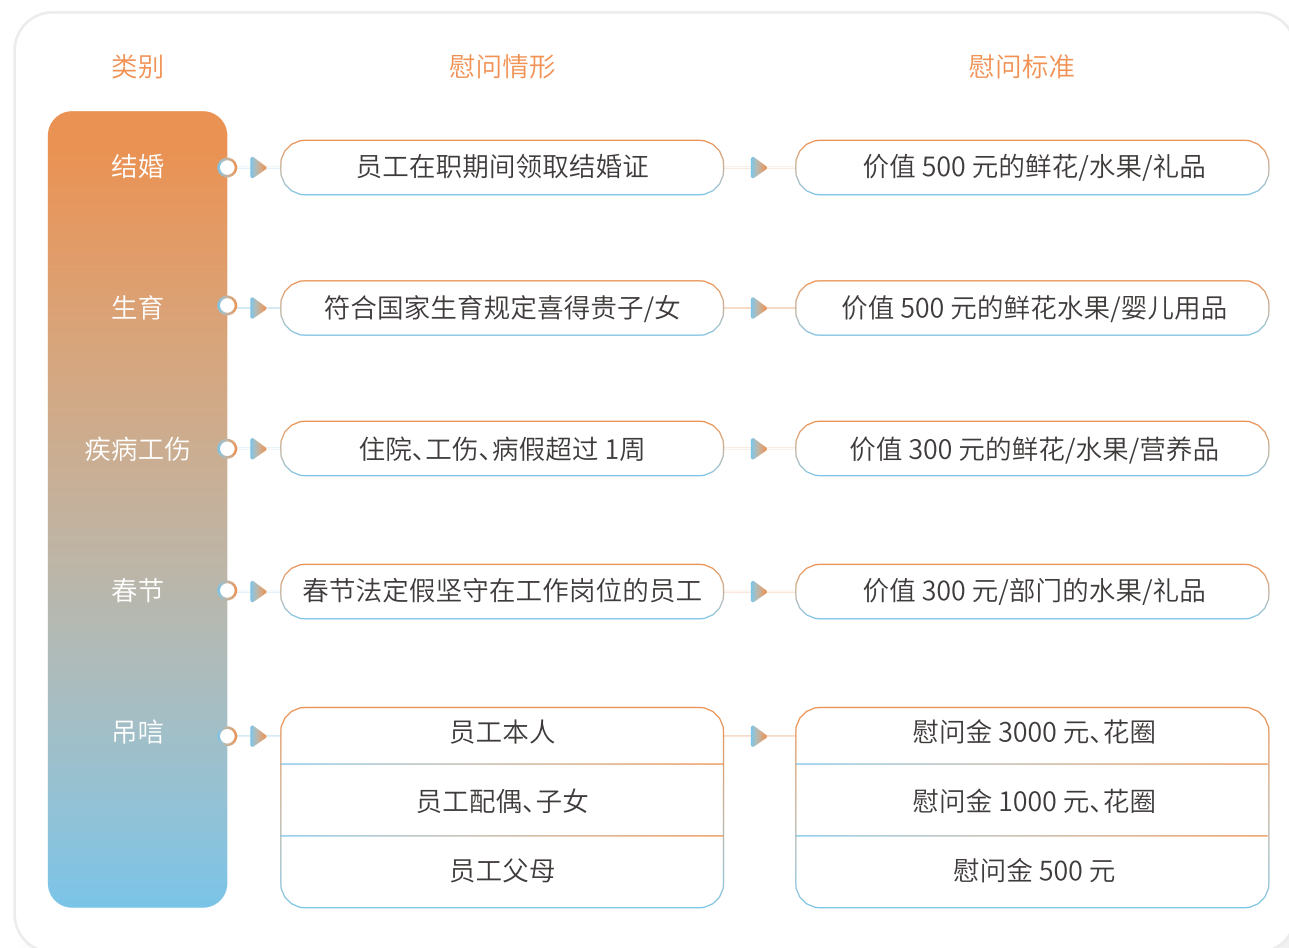 类别 慰问情形 慰问标准
结婚 员工在职期间领取结婚证 价值 500 元的鲜花/水果/礼品
生育 符合国家生育规定喜得贵子/女 价值 500 元的鲜花水果/婴儿用品
疾病工伤 住院、工伤、病假超过 1周 价值 300 元的鲜花/水果/营养品
春节 春节法定假坚守在工作岗位的员工 价值 300 元/部门的水果/礼品
吊唁 员工本人 慰问金 3000 元、花圈
员工配偶、子女 慰问金 1000 元、花圈
员工父母 慰问金 500 元